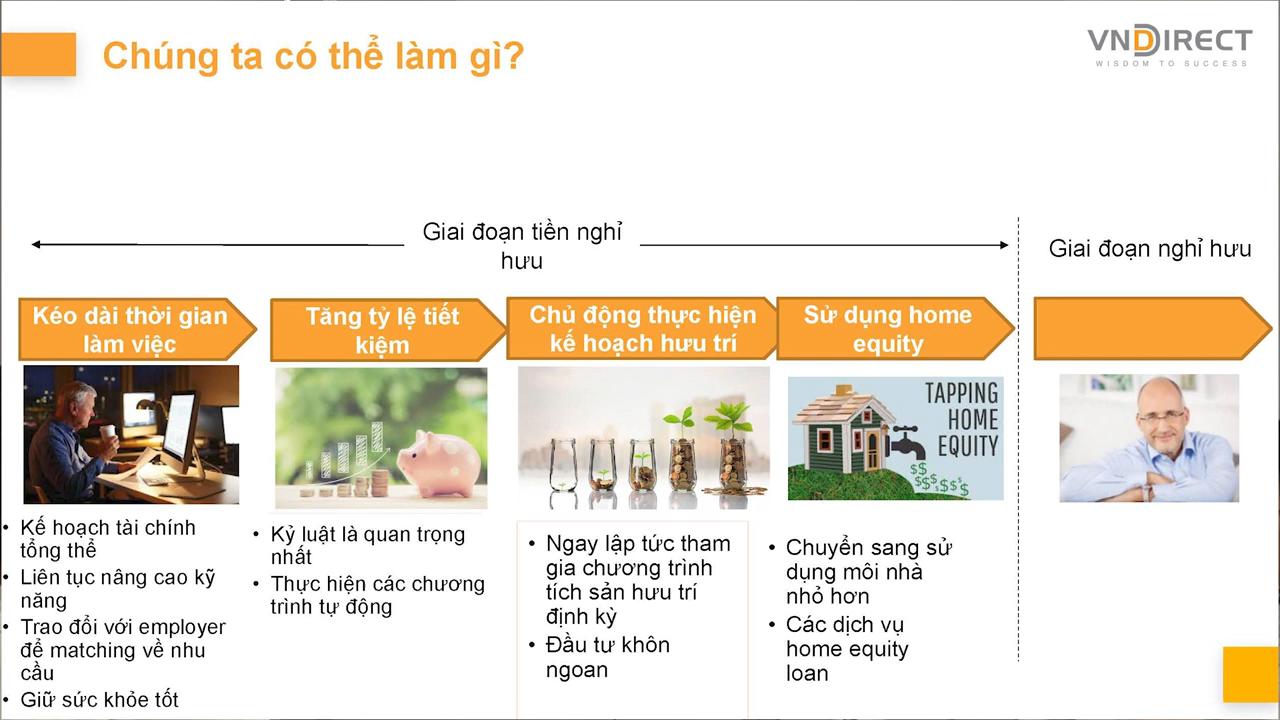 Chúng ta có thể làm gì?
VNDIRECT
WISDOM TO SUCCESS
Giai đoạn tiền nghỉ
hưu
Giai đoạn nghỉ hưu
Kéo dài thời gian
làm việc
Tăng tỷ lệ tiết
kiệm
Chủ động thực hiện
kế hoạch hưu trí
Sử dụng home
equity
TAPPING
HOME
EQUITY
$$
$$$$$
• Kế hoạch tài chính
tổng thể
• Liên tục nâng cao kỹ
năng
• Trao đổi với employer
để matching về nhu
cầu
• Giữ sức khỏe tốt
• Kỷ luật là quan trọng
nhất
• Thực hiện các chương
trình tự động
• Ngay lập tức tham
gia chương trình
tích sản hưu trí
định kỳ
• Đầu tư khôn
ngoan
• Chuyển sang sử
dụng môi nhà
nhỏ hơn
• Các dịch vụ
home equity
loan